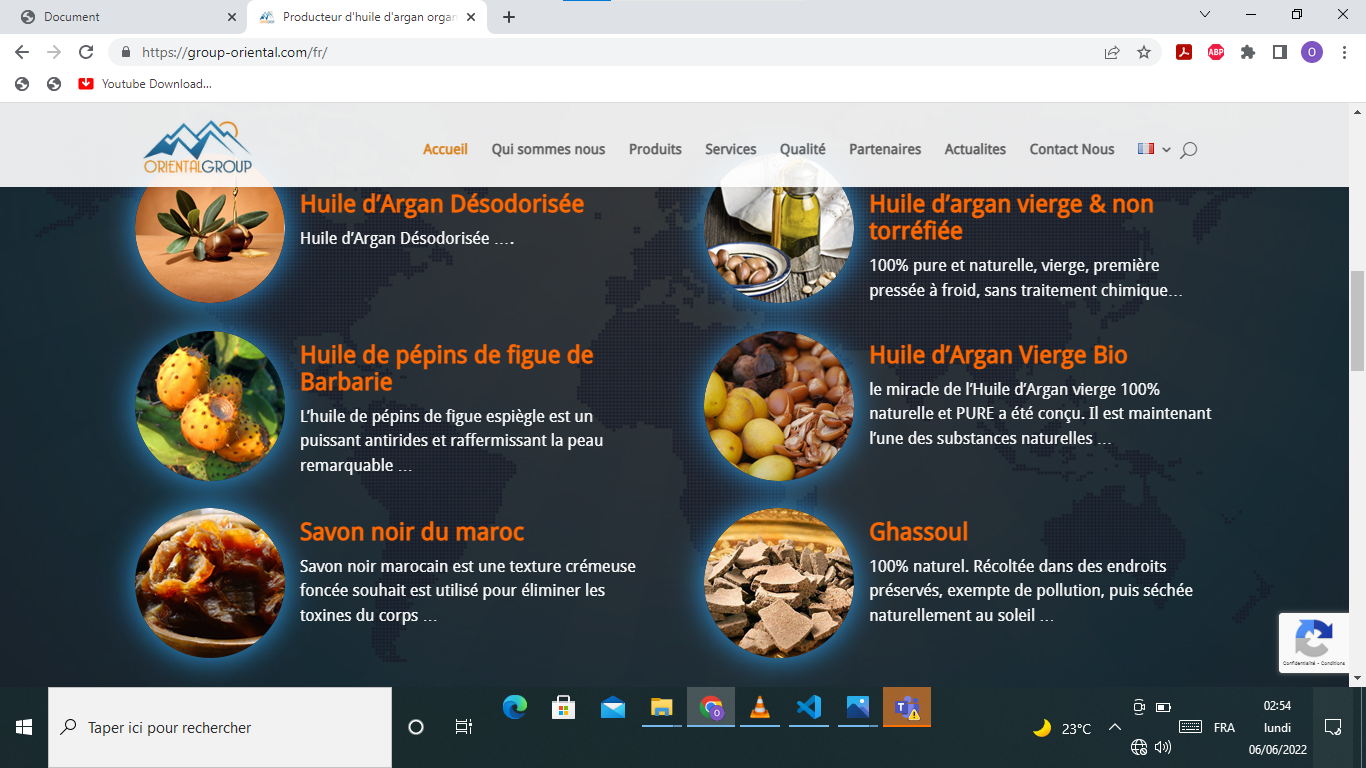 Document
Producteur d'huile d'argan organ
https://group-oriental.com/fr/
ABP
O
Youtube Download...
ORIENTALGROUP
Accueil Qui sommes nous Produits Services Qualité Partenaires Actualites Contact Nous
Huile d'Argan Désodorisée
Huile d'Argan Désodorisée ….
Huile d'argan vierge & non
torréfiée
100% pure et naturelle, vierge, première
pressée à froid, sans traitement chimique…
Huile de pépins de figue de
Barbarie
L'huile de pépins de figue espiègle est un
puissant antirides et raffermissant la peau
remarquable …
Huile d'Argan Vierge Bio
le miracle de l'Huile d'Argan vierge 100%
naturelle et PURE a été conçu. Il est maintenant
l'une des substances naturelles …
Savon noir du maroc
Savon noir marocain est une texture crémeuse
foncée souhait est utilisé pour éliminer les
toxines du corps …
Ghassoul
100% naturel. Récoltée dans des endroits
préservés, exempte de pollution, puis séchée
naturellement au soleil …
Confidentialité - Conditions
Taper ici pour rechercher
O
T
23°C
FRA
02:54
lundi
06/06/2022